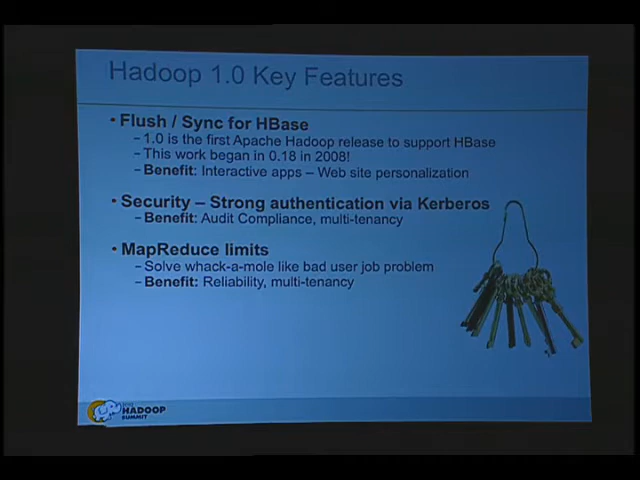 Hadoop 1.0 Key Features
• Flush / Sync for HBase
– 1.0 is the first Apache Hadoop release to support HBase
– This work began in 0.18 in 2008!
– Benefit: Interactive apps – Web site personalization
• Security – Strong authentication via Kerberos
– Benefit: Audit Compliance, multi-tenancy
• MapReduce limits
– Solve whack-a-mole like bad user job problem
– Benefit: Reliability, multi-tenancy
HADOOP
SUMMIT